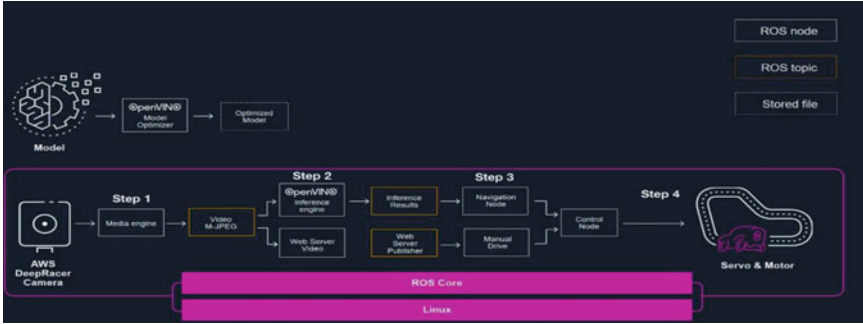 ROS node
ROS topic
Stored file
OpenVINO
Model
Optimizer
Optimized
Model
Model
Step 1
Step 2
Step 3
Step 4
OpenVINO
Inference
engine
Inference
Results
Navigation
Node
Media engine
Video
M-JPEG
Control
Node
Web Server
Video
Web
Server
Publisher
Manual
Drive
AWS
DeepRacer
Camera
Servo & Motor
ROS Core
Linux